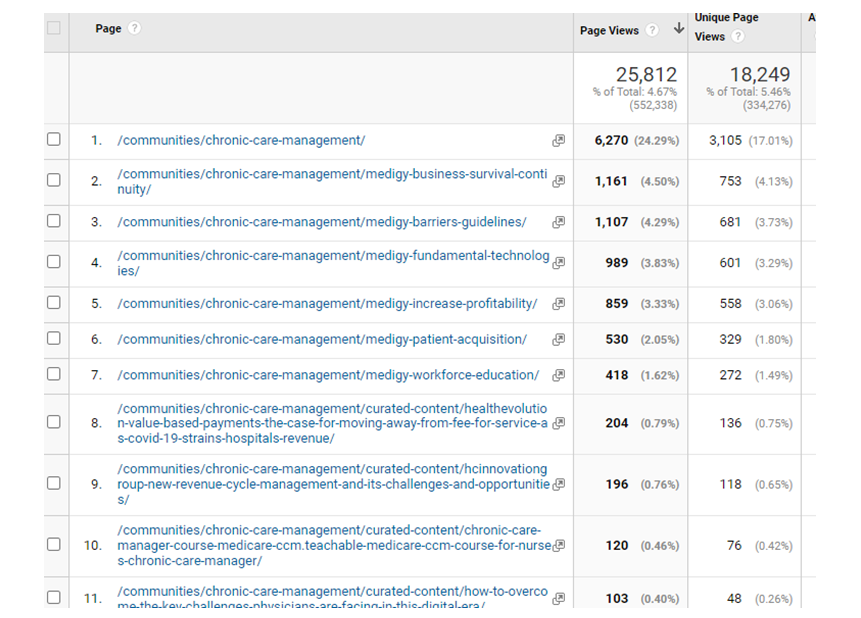 Page ?
Page Views ?
Unique Page
Views ?
A
25,812
% of Total: 4.67%
(552,338)
18,249
% of Total: 5.46%
(334,276)
1. /communities/chronic-care-management/ 6,270 (24.29%) 3,105 (17.01%)
2. /communities/chronic-care-management/medigy-business-survival-conti
nuity/ 1,161 (4.50%) 753 (4.13%)
3. /communities/chronic-care-management/medigy-barriers-guidelines/ 1,107 (4.29%) 681 (3.73%)
4. /communities/chronic-care-management/medigy-fundamental-technolog
ies/ 989 (3.83%) 601 (3.29%)
5. /communities/chronic-care-management/medigy-increase-profitability/ 859 (3.33%) 558 (3.06%)
6. /communities/chronic-care-management/medigy-patient-acquisition/ 530 (2.05%) 329 (1.80%)
7. /communities/chronic-care-management/medigy-workforce-education/ 418 (1.62%) 272 (1.49%)
8. /communities/chronic-care-management/curated-content/healthevolutio
n-value-based-payments-the-case-for-moving-away-from-fee-for-service-a
s-covid-19-strains-hospitals-revenue/ 204 (0.79%) 136 (0.75%)
9. /communities/chronic-care-management/curated-content/hcinnovationg
roup-new-revenue-cycle-management-and-its-challenges-and-opportunitie
s/ 196 (0.76%) 118 (0.65%)
10. /communities/chronic-care-management/curated-content/chronic-care-
manager-course-medicare-ccm.teachable-medicare-ccm-course-for-nurse
s-chronic-care-manager/ 120 (0.46%) 76 (0.42%)
11. /communities/chronic-care-management/curated-content/how-to-overco
me-the-key-challenges-physicians-are-facing-in-this-digital-era/ 103 (0.40%) 48 (0.26%)